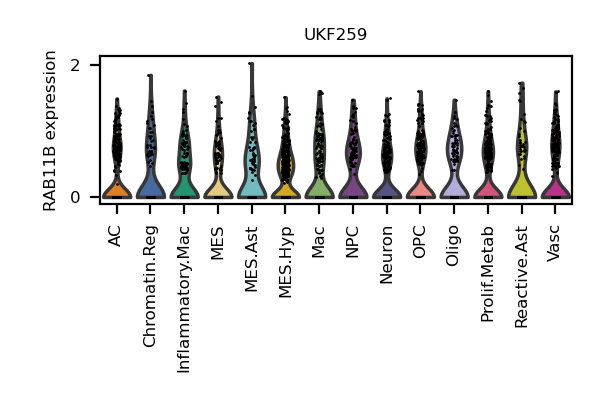 UKF259
RAB11B expression
2
0
AC
Chromatin.Reg
Inflammatory.Mac
MES
MES.Ast
MES.Hyp
Mac
NPC
Neuron
OPC
Oligo
Prolif.Metab
Reactive.Ast
Vasc